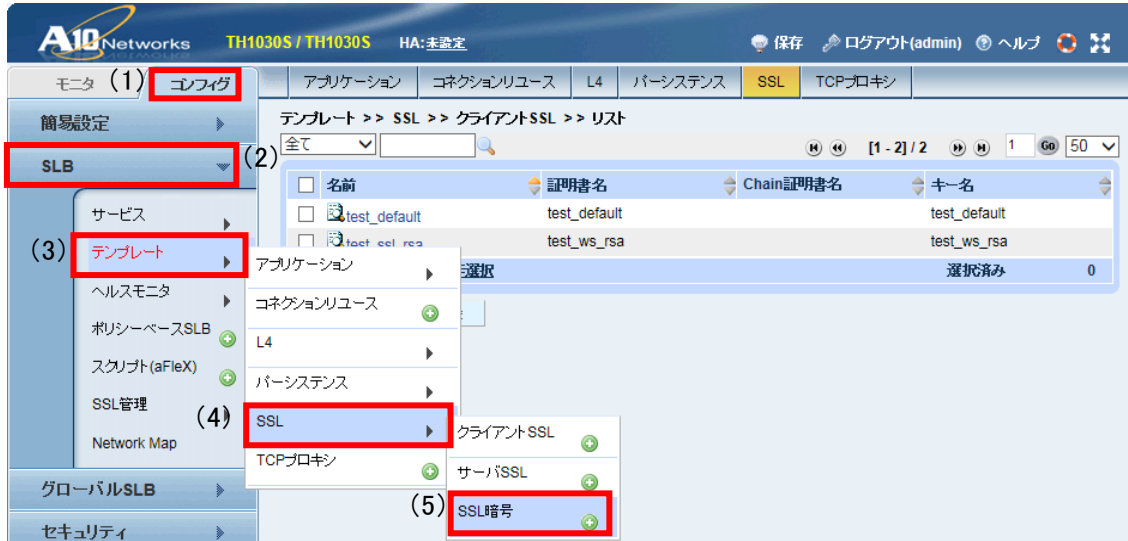 A10 Networks TH1030S / TH1030S HA:未設定 保存 ログアウト(admin) ヘルプ
モニタ (1) コンフィグ アプリケーション コネクションリユース L4 パーシステンス SSL TCPプロキシ
簡易設定
テンプレート >> SSL >> クライアントSSL >> リスト
全て [1 - 2] / 2 1 Go 50
SLB (2)
名前 証明書名 Chain証明書名 キー名
test_default test_default test_default
test_ssl_rsa test_ws_rsa test_ws_rsa
選択 選択済み 0
サービス
(3) テンプレート
ヘルスモニタ
ポリシーベースSLB
スクリプト(aFleX)
SSL管理
Network Map
グローバルSLB
セキュリティ
アプリケーション
コネクションリユース
L4
パーシステンス
(4) SSL
TCPプロキシ
クライアントSSL
サーバSSL
(5) SSL暗号